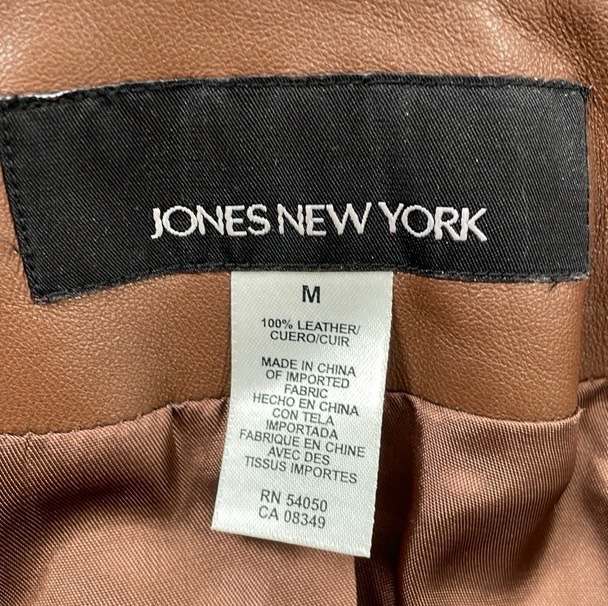 JONES NEW YORK
M
100% LEATHER/
CUERO/CUIR
MADE IN CHINA
OF IMPORTED
FABRIC
HECHO EN CHINA
CON TELA
IMPORTADA
FABRIQUE EN CHINE
AVEC DES
TISSUS IMPORTES
RN 54050
CA 08349